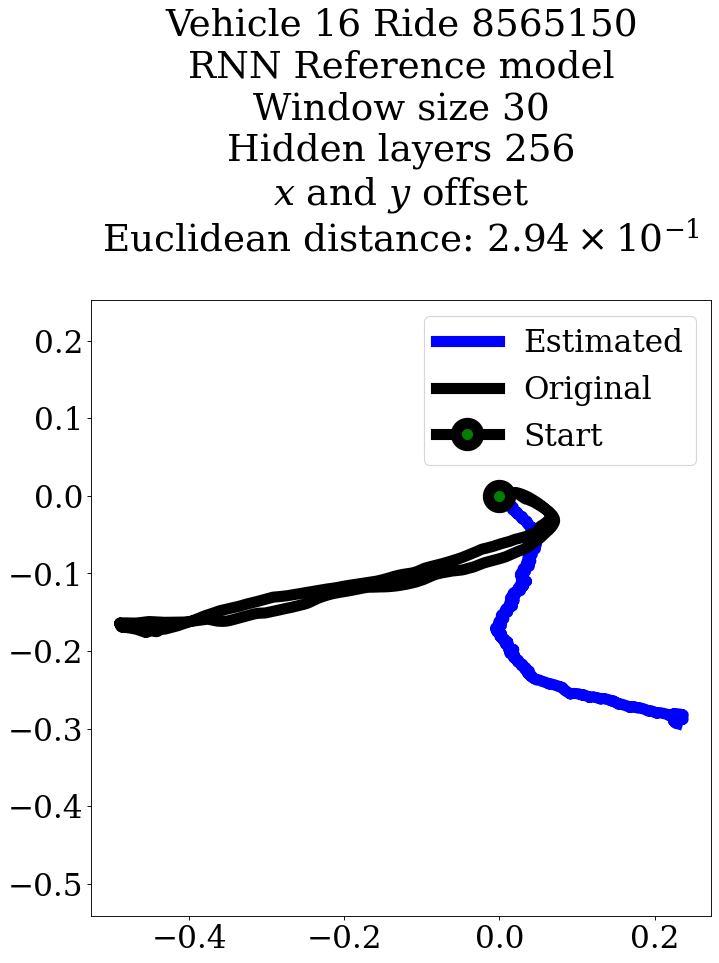 Vehicle 16 Ride 8565150
RNN Reference model
Window size 30
Hidden layers 256
x and y offset
Euclidean distance: 2.94 × 10⁻¹
Estimated
Original
Start
0.2
0.1
0.0
−0.1
−0.2
−0.3
−0.4
−0.5
−0.4 −0.2 0.0 0.2